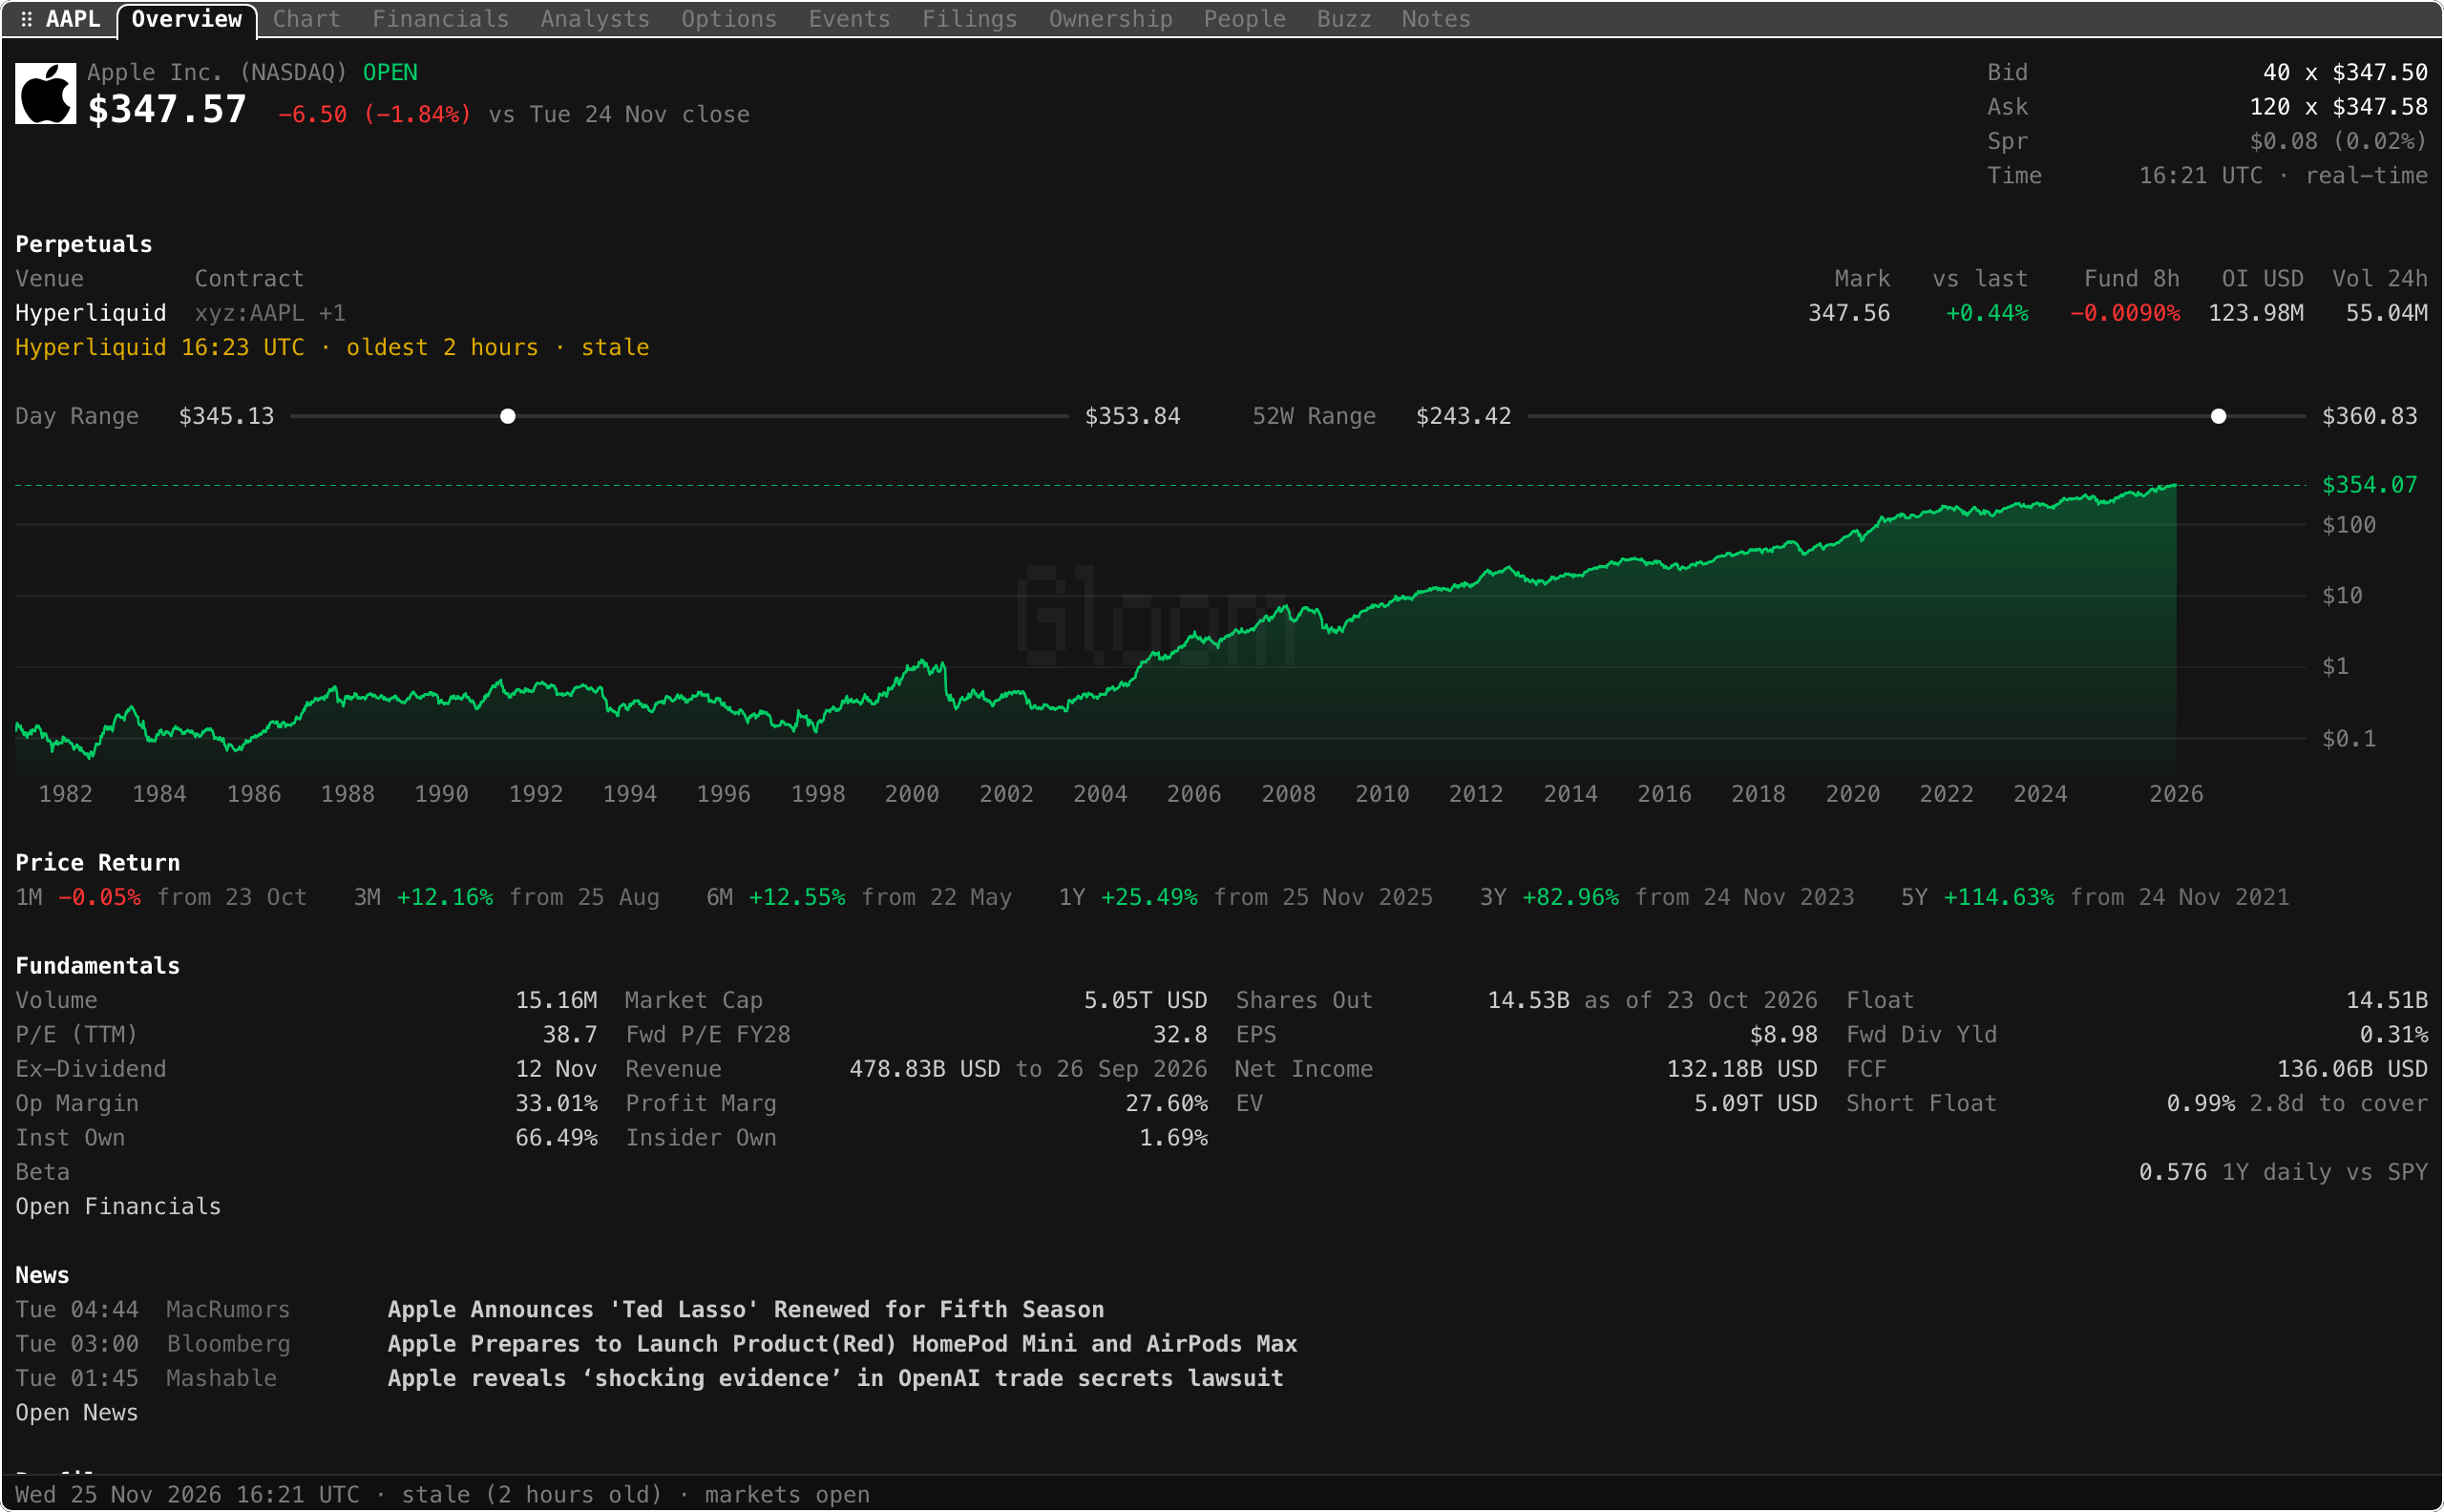 ⠿ AAPL Overview Chart Financials Analysts Options Events Filings Ownership People Buzz Notes
Apple Inc. (NASDAQ) OPEN
$347.57 −6.50 (−1.84%) vs Tue 24 Nov close
Bid 40 x $347.50
Ask 120 x $347.58
Spr $0.08 (0.02%)
Time 16:21 UTC · real−time
Perpetuals
Venue Contract Mark vs last Fund 8h OI USD Vol 24h
Hyperliquid xyz:AAPL +1 347.56 +0.44% −0.0090% 123.98M 55.04M
Hyperliquid 16:23 UTC · oldest 2 hours · stale
Day Range $345.13 $353.84 52W Range $243.42 $360.83
$354.07
$100
$10
$1
$0.1
Gloom
1982 1984 1986 1988 1990 1992 1994 1996 1998 2000 2002 2004 2006 2008 2010 2012 2014 2016 2018 2020 2022 2024 2026
Price Return
1M −0.05% from 23 Oct 3M +12.16% from 25 Aug 6M +12.55% from 22 May 1Y +25.49% from 25 Nov 2025 3Y +82.96% from 24 Nov 2023 5Y +114.63% from 24 Nov 2021
Fundamentals
Volume 15.16M Market Cap 5.05T USD Shares Out 14.53B as of 23 Oct 2026 Float 14.51B
P/E (TTM) 38.7 Fwd P/E FY28 32.8 EPS $8.98 Fwd Div Yld 0.31%
Ex−Dividend 12 Nov Revenue 478.83B USD to 26 Sep 2026 Net Income 132.18B USD FCF 136.06B USD
Op Margin 33.01% Profit Marg 27.60% EV 5.09T USD Short Float 0.99% 2.8d to cover
Inst Own 66.49% Insider Own 1.69%
Beta 0.576 1Y daily vs SPY
Open Financials
News
Tue 04:44 MacRumors Apple Announces 'Ted Lasso' Renewed for Fifth Season
Tue 03:00 Bloomberg Apple Prepares to Launch Product(Red) HomePod Mini and AirPods Max
Tue 01:45 Mashable Apple reveals ‘shocking evidence’ in OpenAI trade secrets lawsuit
Open News
Wed 25 Nov 2026 16:21 UTC · stale (2 hours old) · markets open